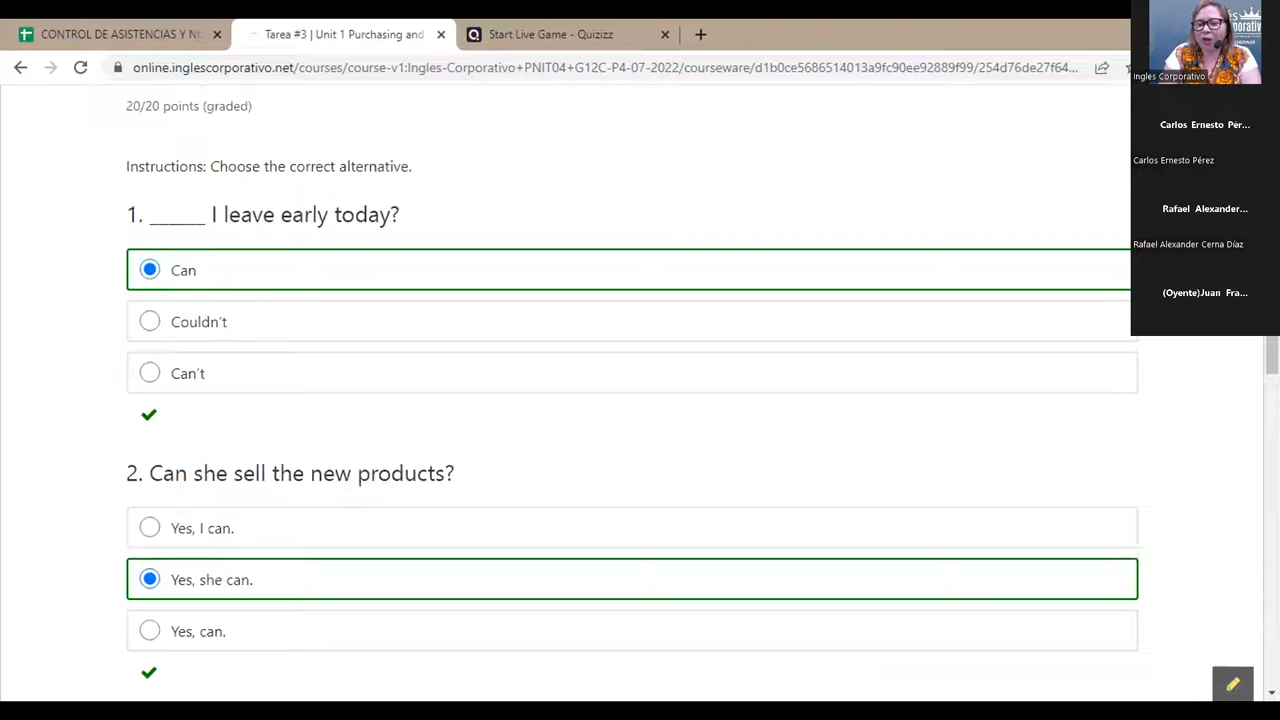 CONTROL DE ASISTENCIAS Y N
Tarea #3 | Unit 1 Purchasing and
Start Live Game - Quizizz
online.inglescorporativo.net/courses/course-v1:Ingles-Corporativo+PNIT04+G12C-P4-07-2022/courseware/d1b0ce5686514013a9fc90ee92889f99/254d76de27f64...
Ingles Corporativo
Carlos Ernesto Pér...
Carlos Ernesto Pérez
Rafael Alexander...
Rafael Alexander Cerna Díaz
(Oyente)Juan Fra...
20/20 points (graded)
Instructions: Choose the correct alternative.
1. ______ I leave early today?
Can
Couldn´t
Can´t
2. Can she sell the new products?
Yes, I can.
Yes, she can.
Yes, can.